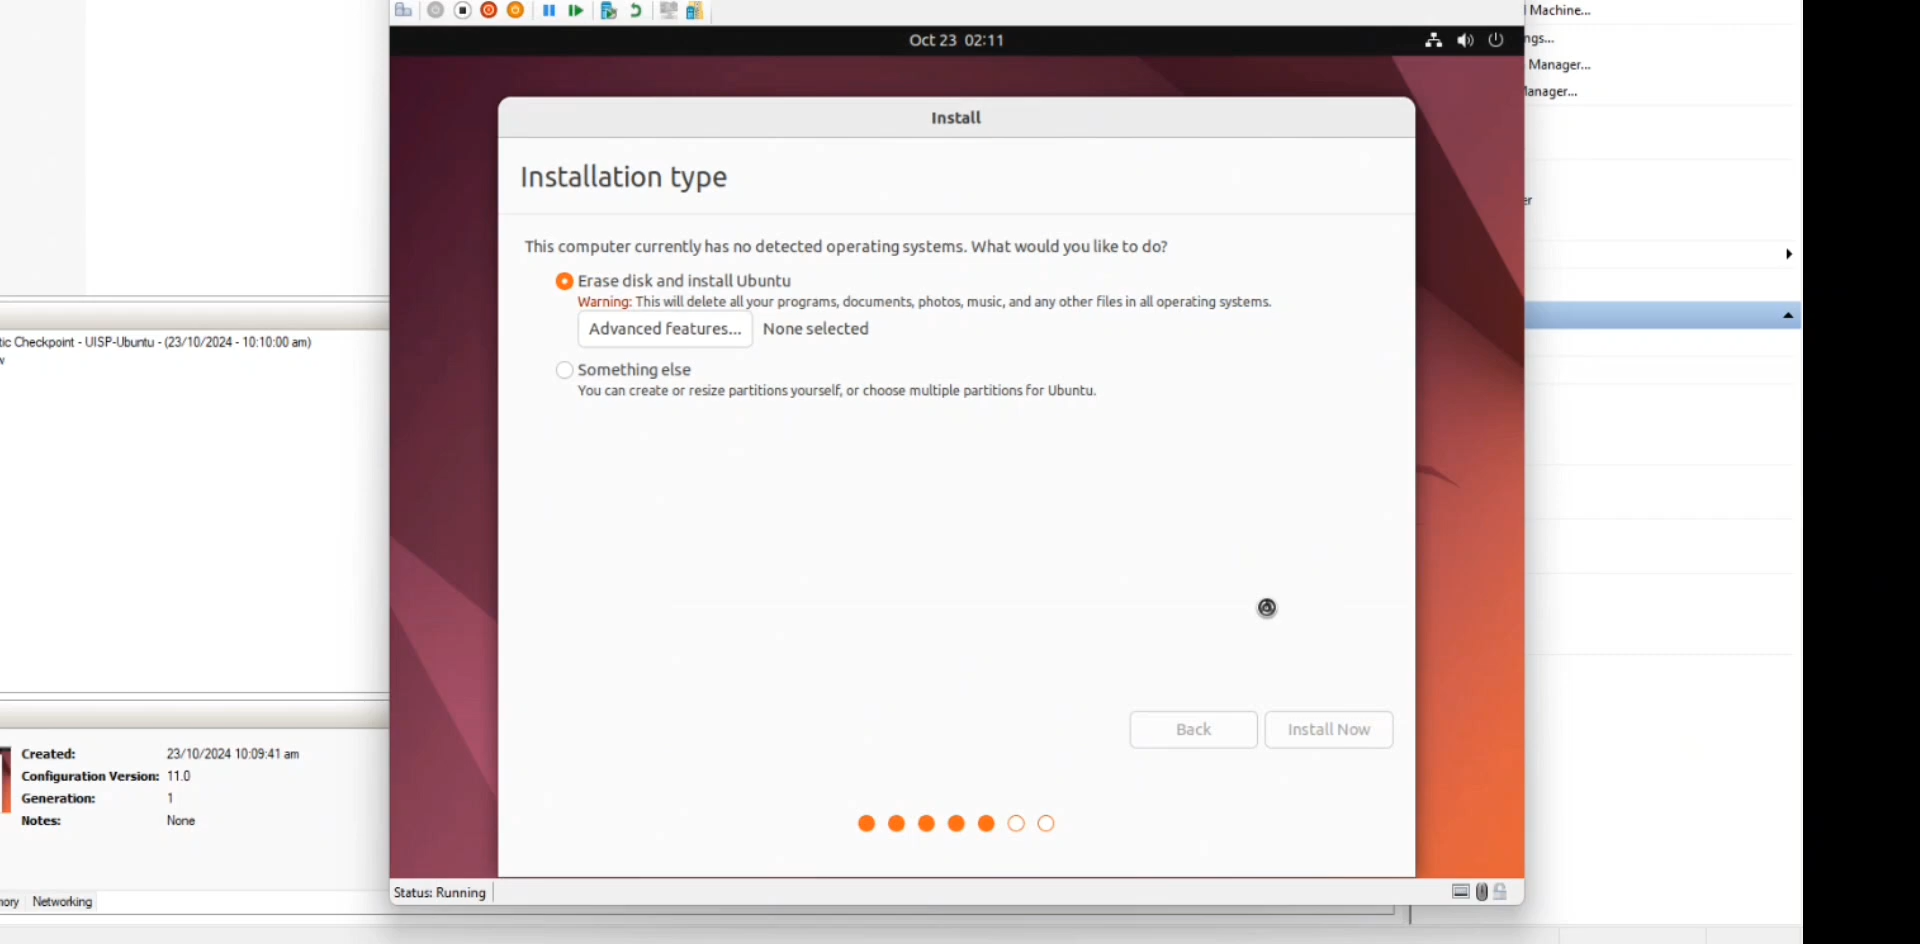 Machine...
Oct 23 02:11
ngs...
Manager...
anager...
Install
Installation type
er
This computer currently has no detected operating systems. What would you like to do?
Erase disk and install Ubuntu
Warning: This will delete all your programs, documents, photos, music, and any other files in all operating systems.
Advanced features... None selected
tic Checkpoint - UISP-Ubuntu - (23/10/2024 - 10:10:00 am)
Something else
You can create or resize partitions yourself, or choose multiple partitions for Ubuntu.
Back Install Now
Created: 23/10/2024 10:09:41 am
Configuration Version: 11.0
Generation: 1
Notes: None
Status: Running
nory Networking